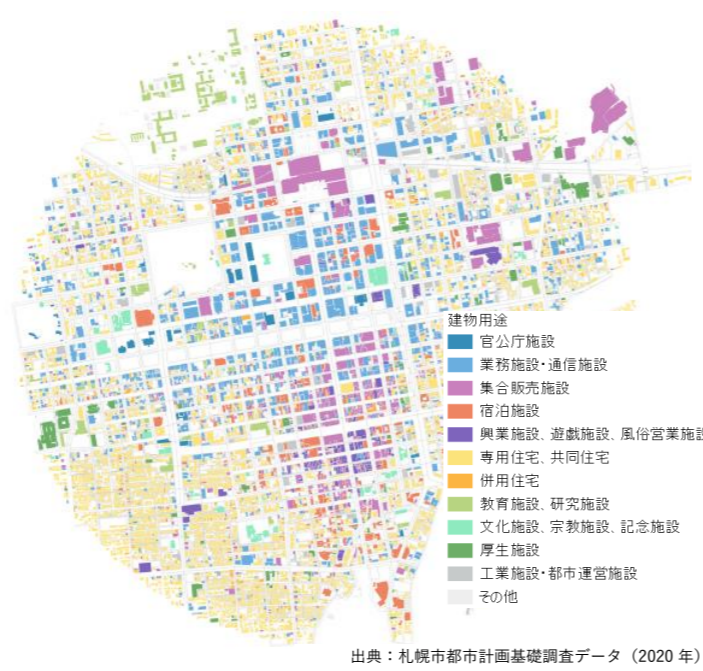 建物用途
官公庁施設
業務施設・通信施設
集合販売施設
宿泊施設
興業施設、遊戯施設、風俗営業施設
専用住宅、共同住宅
併用住宅
教育施設、研究施設
文化施設、宗教施設、記念施設
厚生施設
工業施設・都市運営施設
その他
出典：札幌市都市計画基礎調査データ（2020 年）